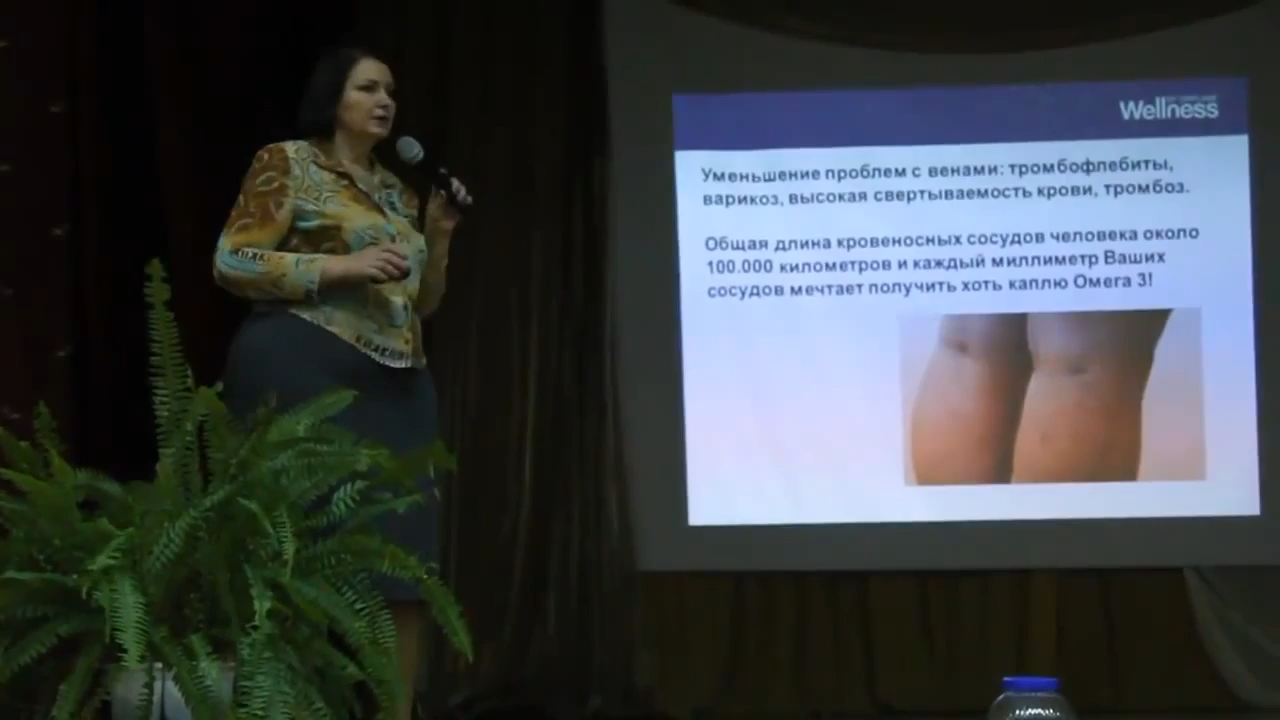 Wellness
Уменьшение проблем с венами: тромбофлебиты,
варикоз, высокая свертываемость крови, тромбоз.
Общая длина кровеносных сосудов человека около
100.000 километров и каждый миллиметр Ваших
сосудов мечтает получить хоть каплю Омега 3!